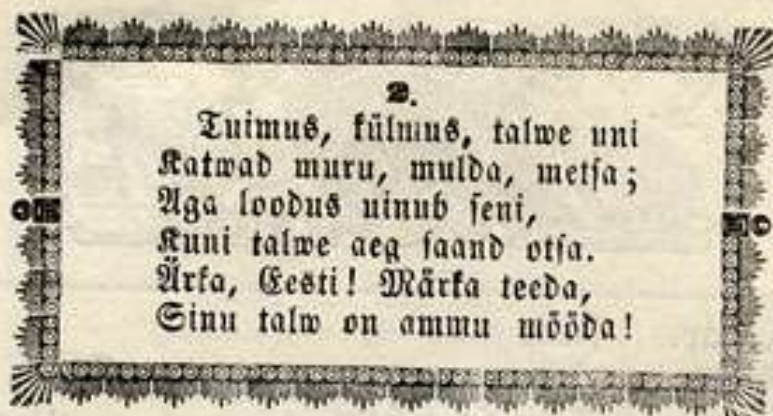 2.
Tuimus, külmus, talwe uni
Katwad muru, mulda, metsa;
Aga loodus uinub seni,
Kuni talwe aeg saand otsa.
Ärka, Eesti! Märka teeda,
Sinu talw on ammu mööda!